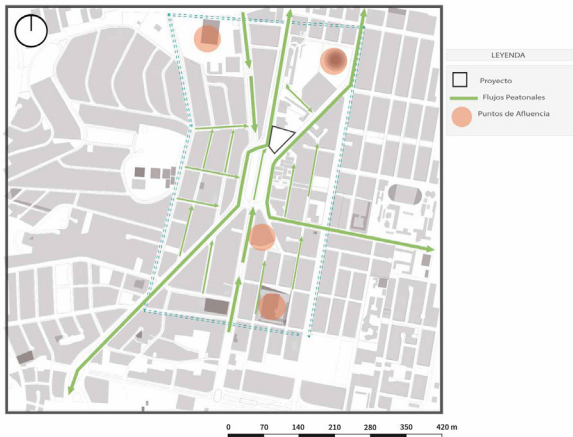 LEYENDA
Proyecto
Flujos Peatonales
Puntos de Afluencia
0 70 140 210 280 350 420 m